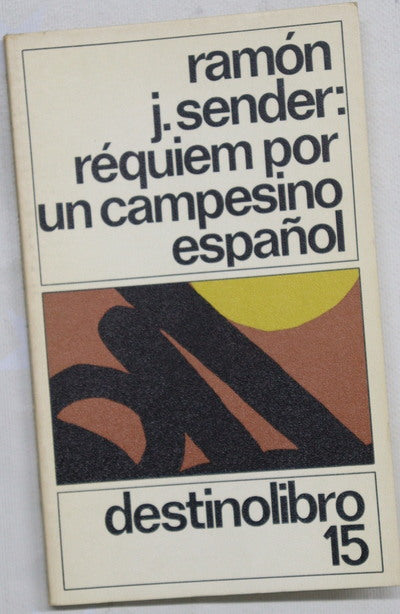 ramón
j. sender:
réquiem por
un campesino
español
destinolibro
15